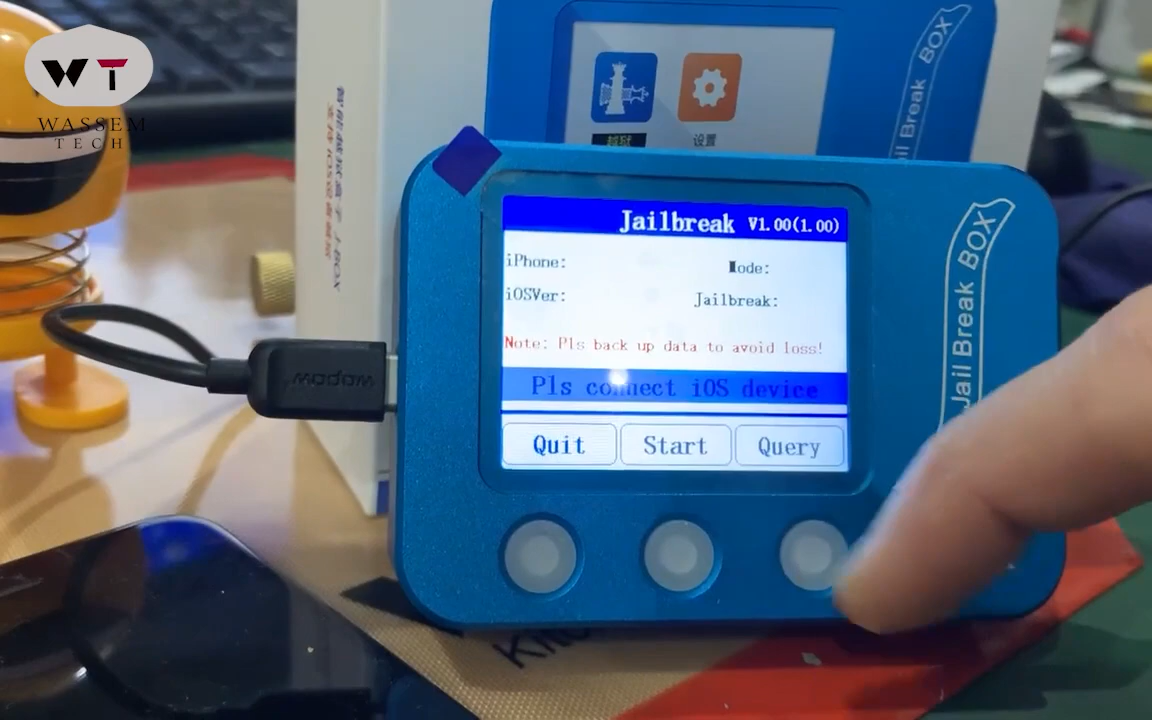 WT
WASSEM
TECH
Jail Break BOX
设置
Jailbreak V1.00(1.00)
iPhone:
Mode:
iOSVer:
Jailbreak:
Note: Pls back up data to avoid loss!
Pls connect iOS device
Quit
Start
Query
Jail Break BOX